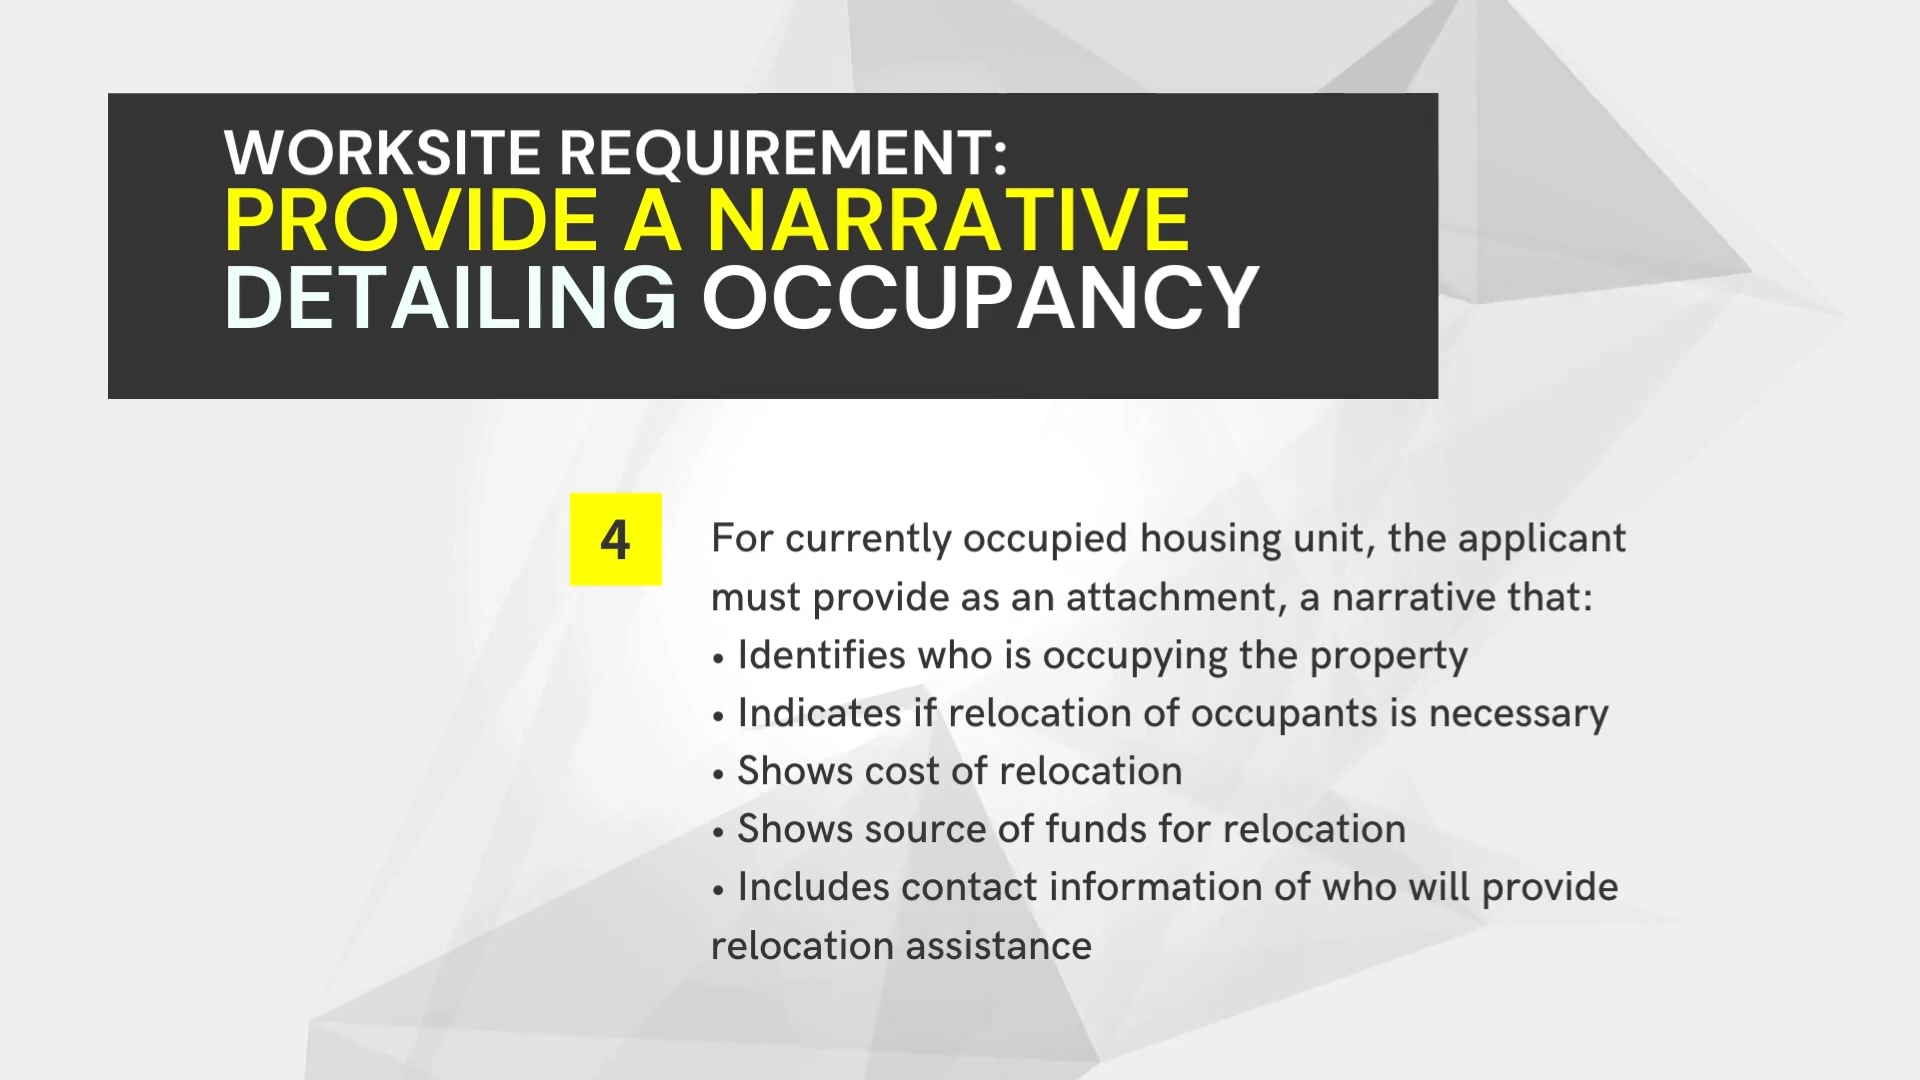 WORKSITE REQUIREMENT:
PROVIDE A NARRATIVE
DETAILING OCCUPANCY
4
For currently occupied housing unit, the applicant
must provide as an attachment, a narrative that:
• Identifies who is occupying the property
• Indicates if relocation of occupants is necessary
• Shows cost of relocation
• Shows source of funds for relocation
• Includes contact information of who will provide
relocation assistance